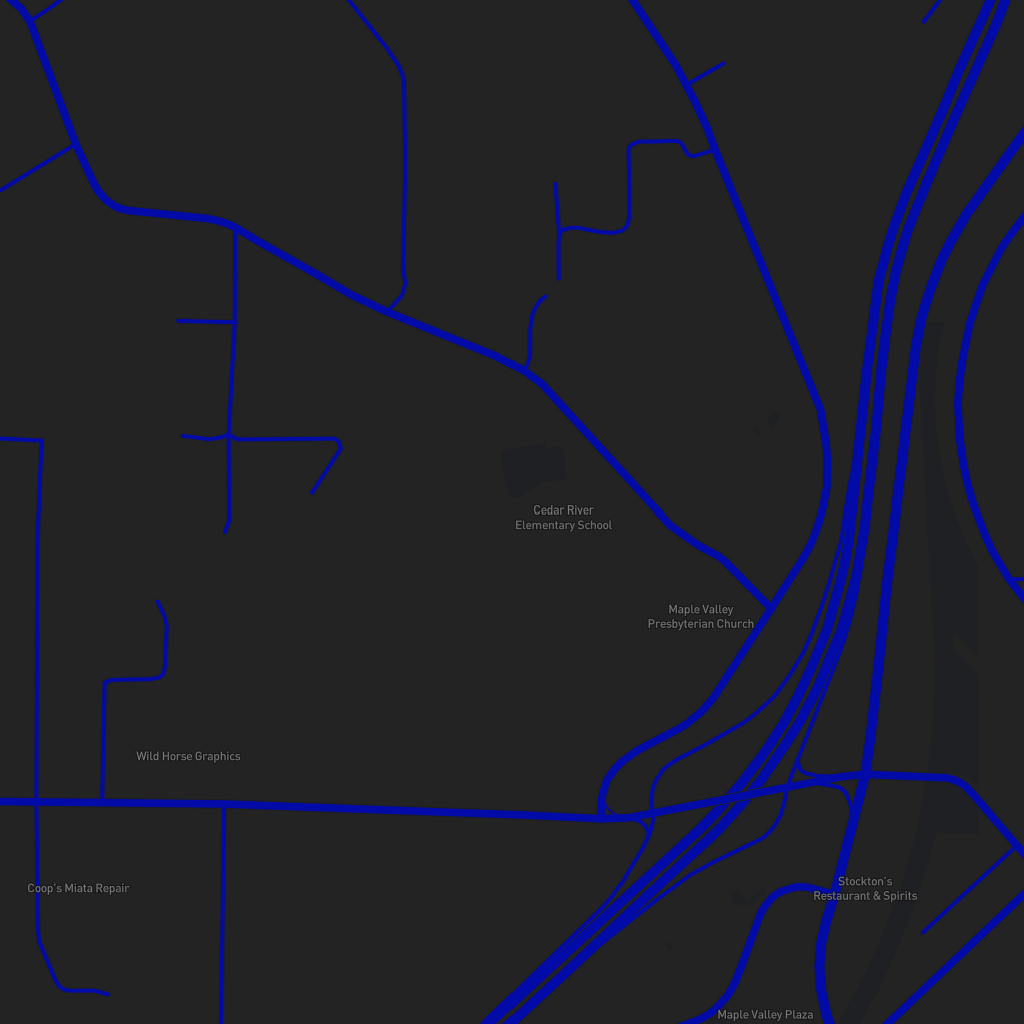 Cedar River
Elementary School
Maple Valley
Presbyterian Church
Wild Horse Graphics
Coop's Miata Repair
Stockton's
Restaurant & Spirits
Maple Valley Plaza